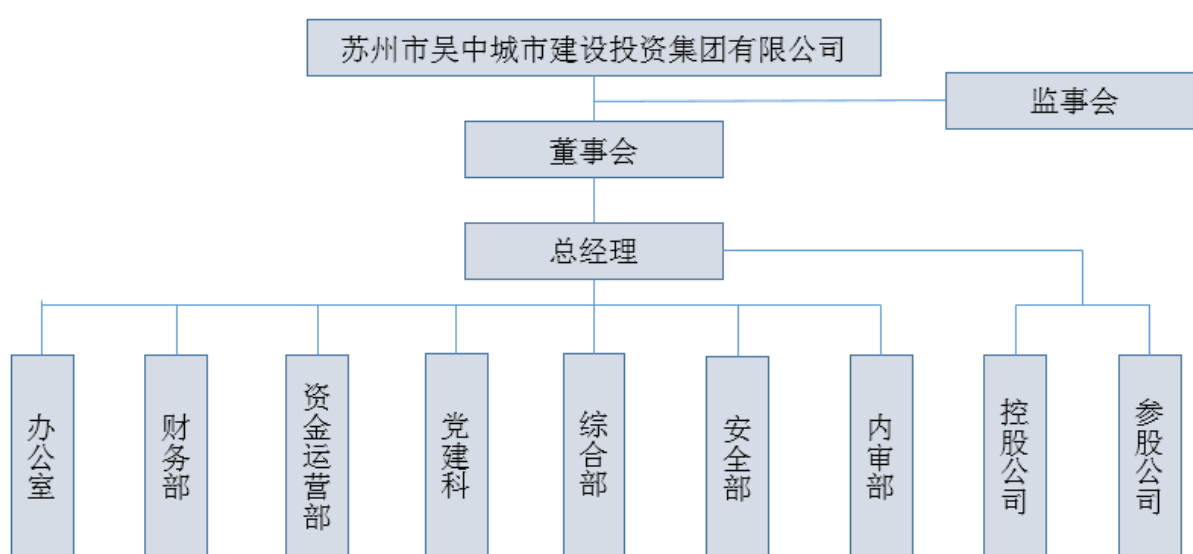 苏州市吴中城市建设投资集团有限公司
监事会
董事会
总经理
办公室
财务部
资金运营部
党建科
综合部
安全部
内审部
控股公司
参股公司